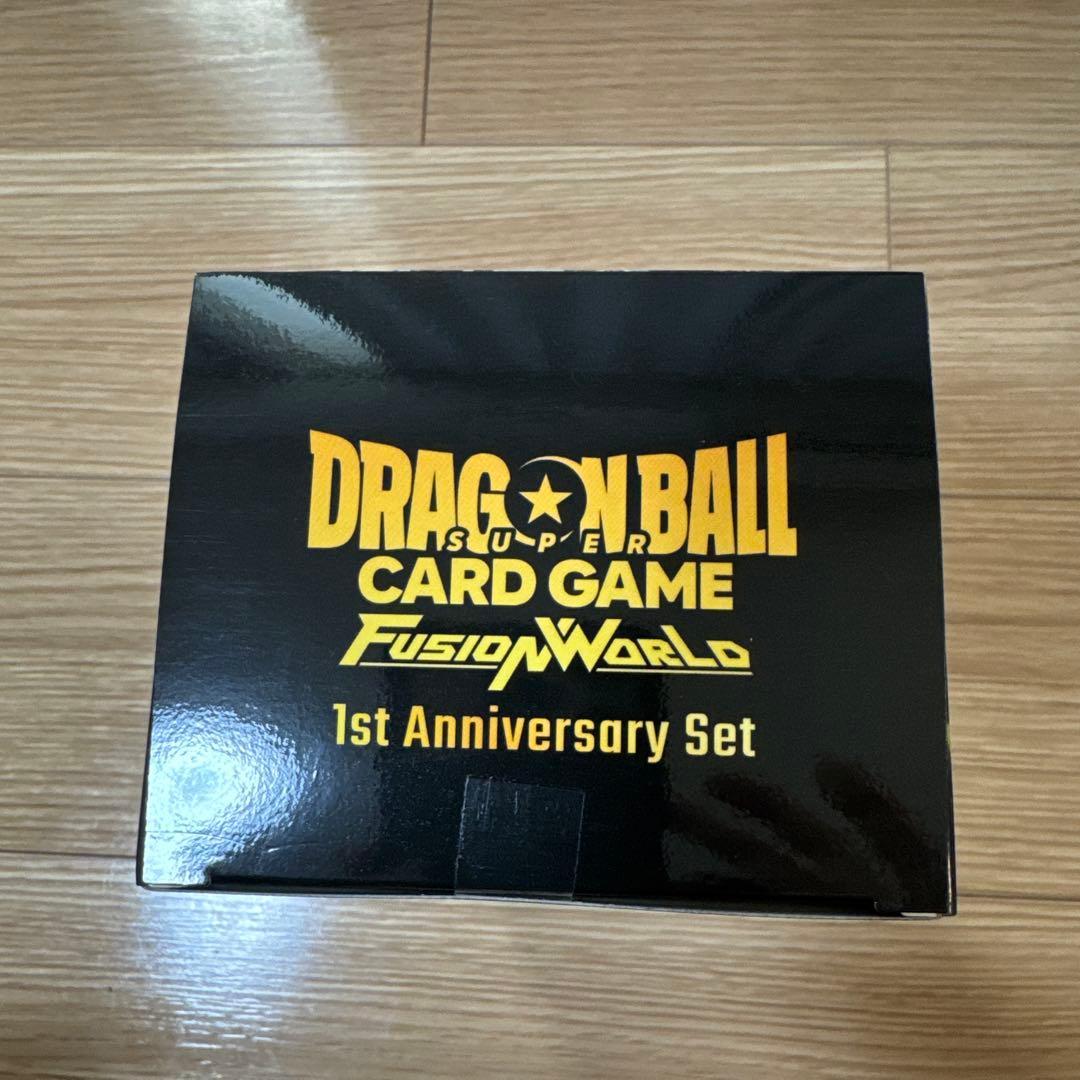 DRAGON BALL
SUPER
CARD GAME
FUSION WORLD
1st Anniversary Set